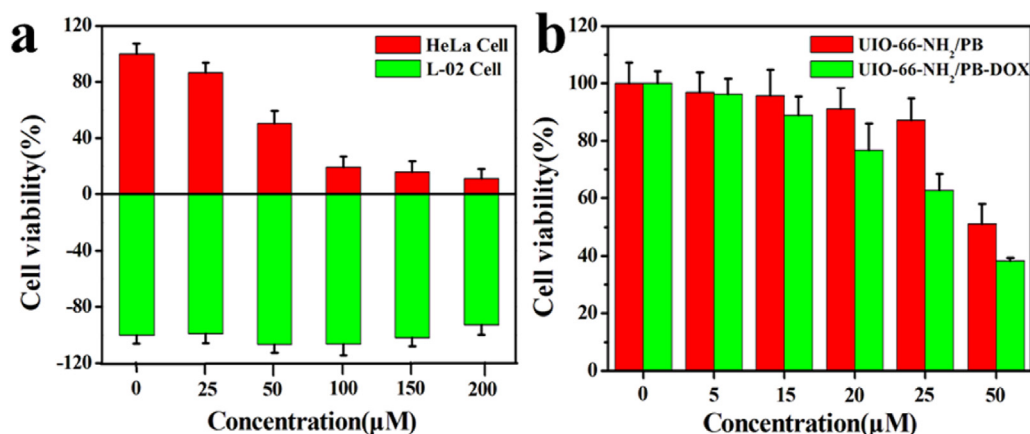 a
HeLa Cell
L-02 Cell
Cell viability(%)
120
80
40
0
-40
-80
-120
0 25 50 100 150 200
Concentration(μM)
b
UIO-66-NH2/PB
UIO-66-NH2/PB-DOX
Cell viability(%)
120
100
80
60
40
20
0
0 5 15 20 25 50
Concentration(μM)